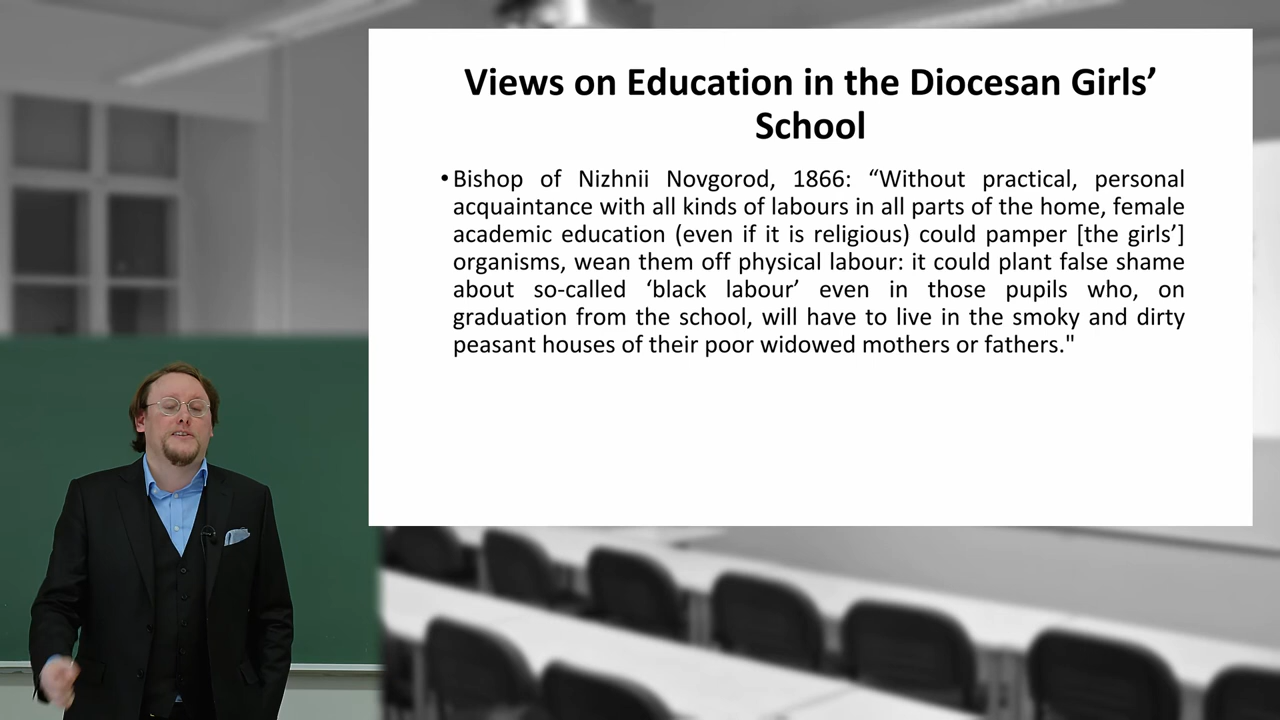 Views on Education in the Diocesan Girls’
School
•Bishop of Nizhnii Novgorod, 1866: “Without practical, personal
acquaintance with all kinds of labours in all parts of the home, female
academic education (even if it is religious) could pamper [the girls’]
organisms, wean them off physical labour: it could plant false shame
about so-called ‘black labour’ even in those pupils who, on
graduation from the school, will have to live in the smoky and dirty
peasant houses of their poor widowed mothers or fathers."